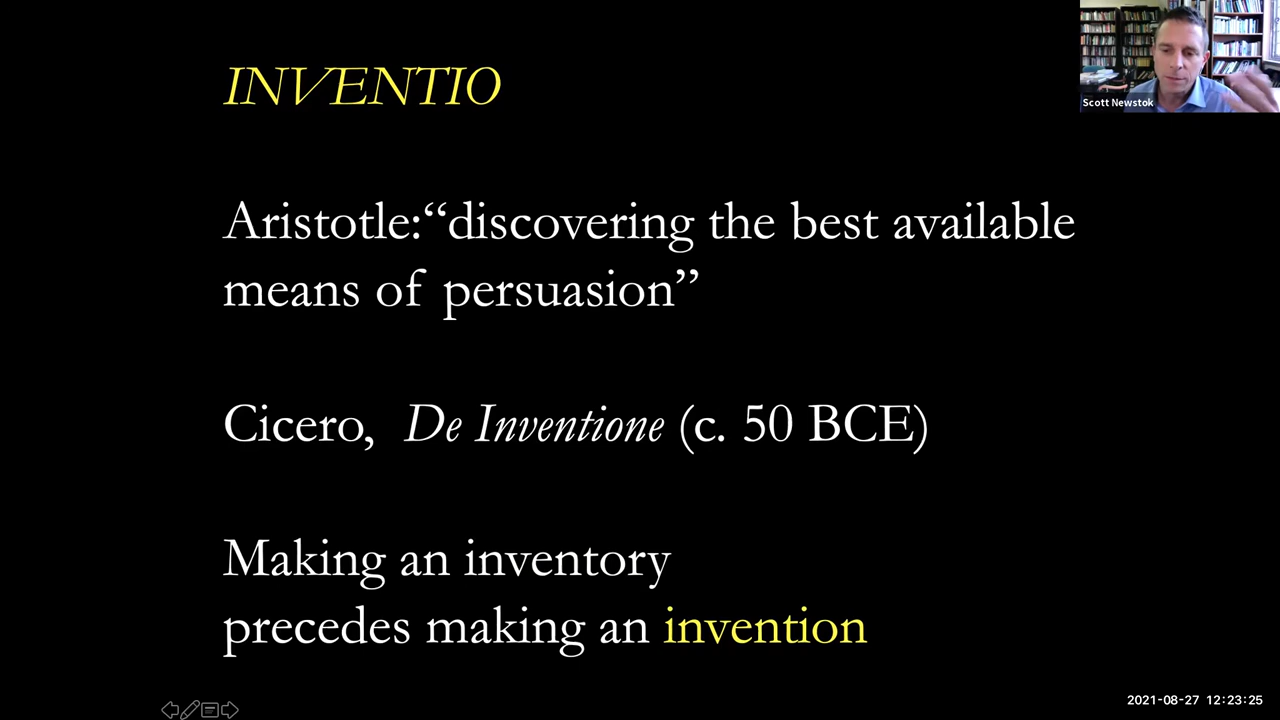 INVENTIO
Scott Newstok
Aristotle:“discovering the best available
means of persuasion”
Cicero, De Inventione (c. 50 BCE)
Making an inventory
precedes making an invention
2021-08-27 12:23:25